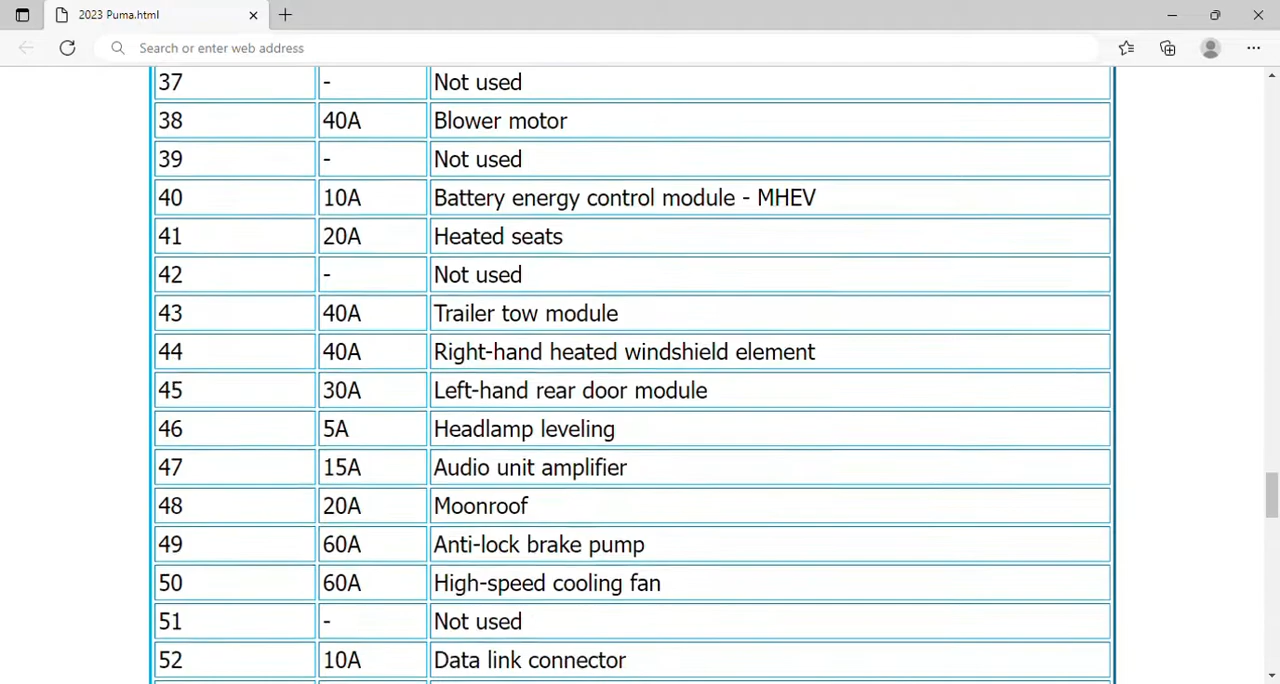 2023 Puma.html
Search or enter web address
37 - Not used
38 40A Blower motor
39 - Not used
40 10A Battery energy control module - MHEV
41 20A Heated seats
42 - Not used
43 40A Trailer tow module
44 40A Right-hand heated windshield element
45 30A Left-hand rear door module
46 5A Headlamp leveling
47 15A Audio unit amplifier
48 20A Moonroof
49 60A Anti-lock brake pump
50 60A High-speed cooling fan
51 - Not used
52 10A Data link connector